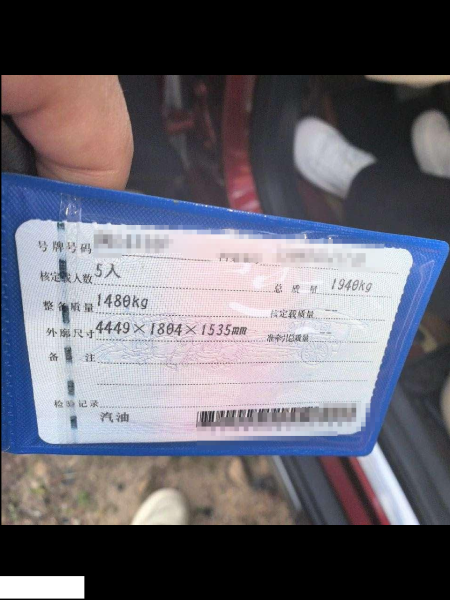 号牌号码
核定载人数 5人 总质量 1940kg
整备质量 1480kg 核定载质量 --
外廓尺寸 4449×1804×1535mm 准牵引总质量 --
备注
检验记录
汽油